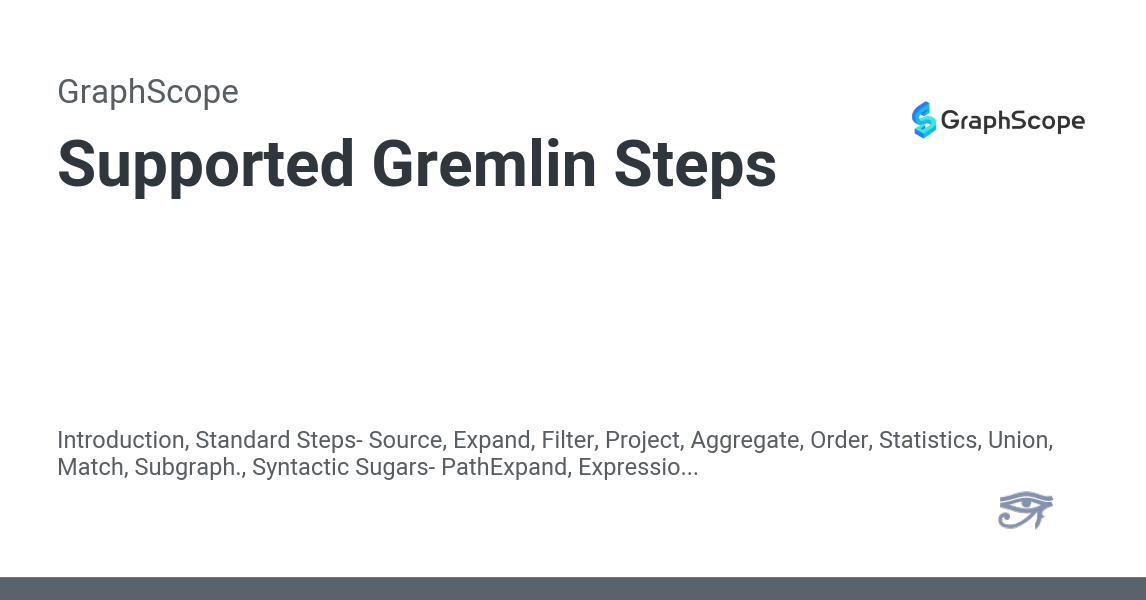 GraphScope
GraphScope
Supported Gremlin Steps
Introduction, Standard Steps- Source, Expand, Filter, Project, Aggregate, Order, Statistics, Union,
Match, Subgraph., Syntactic Sugars- PathExpand, Expressio...